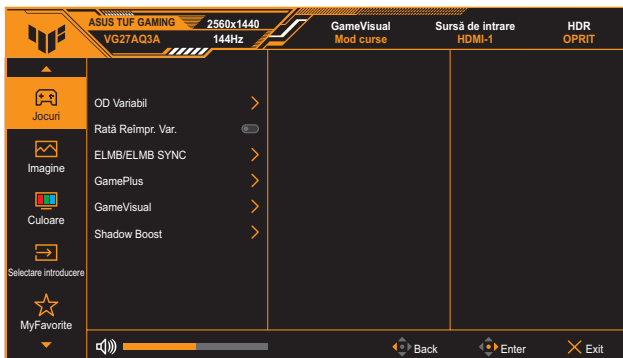 ASUS TUF GAMING 2560x1440
VG27AQ3A 144Hz
GameVisual
Mod curse
Sursă de intrare
HDMI-1
HDR
OPRIT
Jocuri
Imagine
Culoare
Selectare introducere
MyFavorite
OD Variabil
Rată Reîmpr. Var.
ELMB/ELMB SYNC
GamePlus
GameVisual
Shadow Boost
Back
Enter
Exit